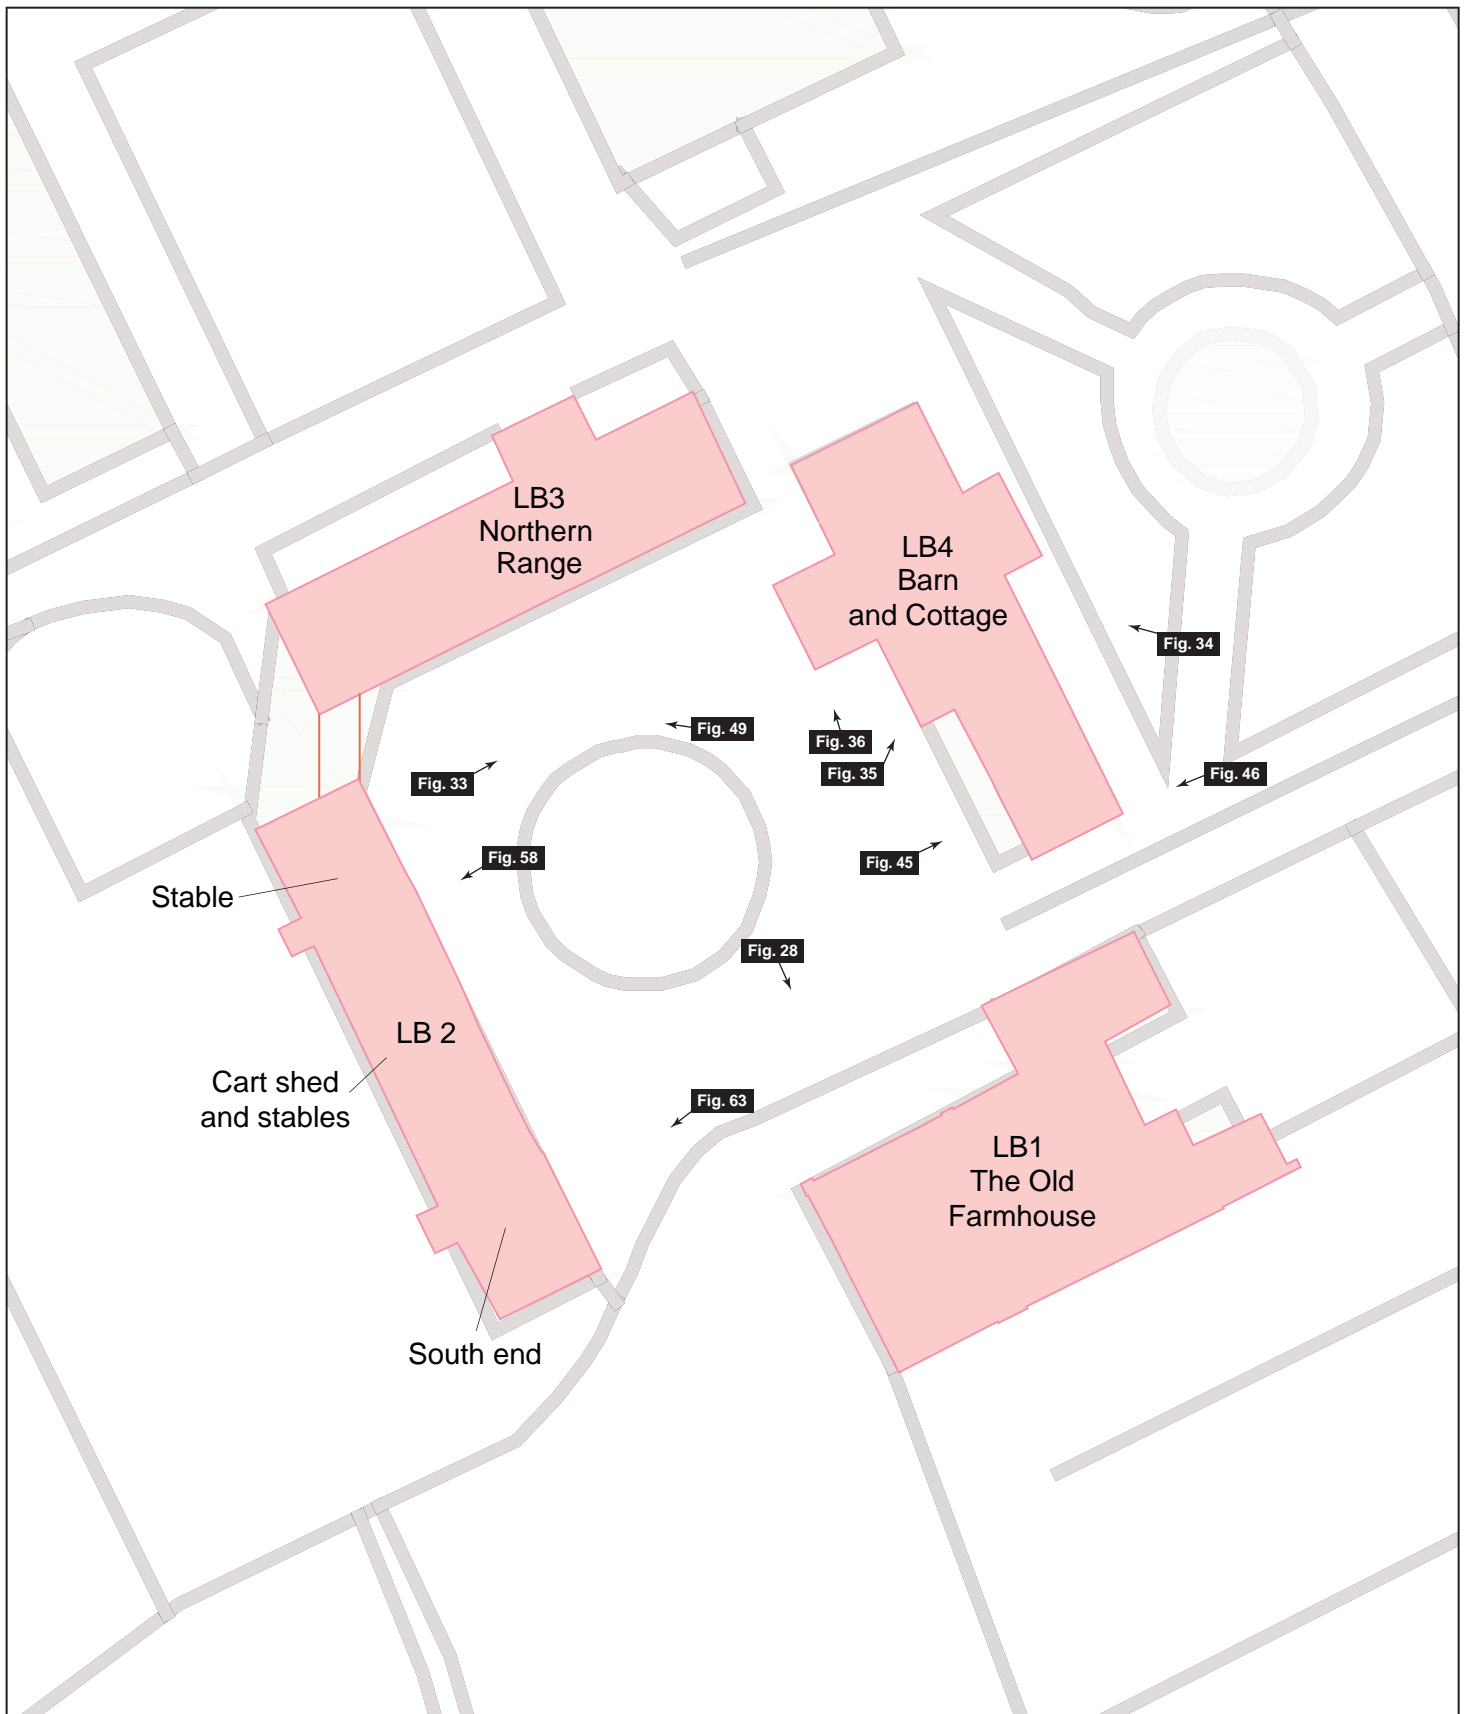 LB3
Northern
Range
LB4
Barn
and Cottage
Fig. 34
Fig. 49
Fig. 36
Fig. 35
Fig. 33
Fig. 46
Fig. 58
Fig. 45
Stable
Fig. 28
LB 2
Cart shed
and stables
Fig. 63
LB1
The Old
Farmhouse
South end